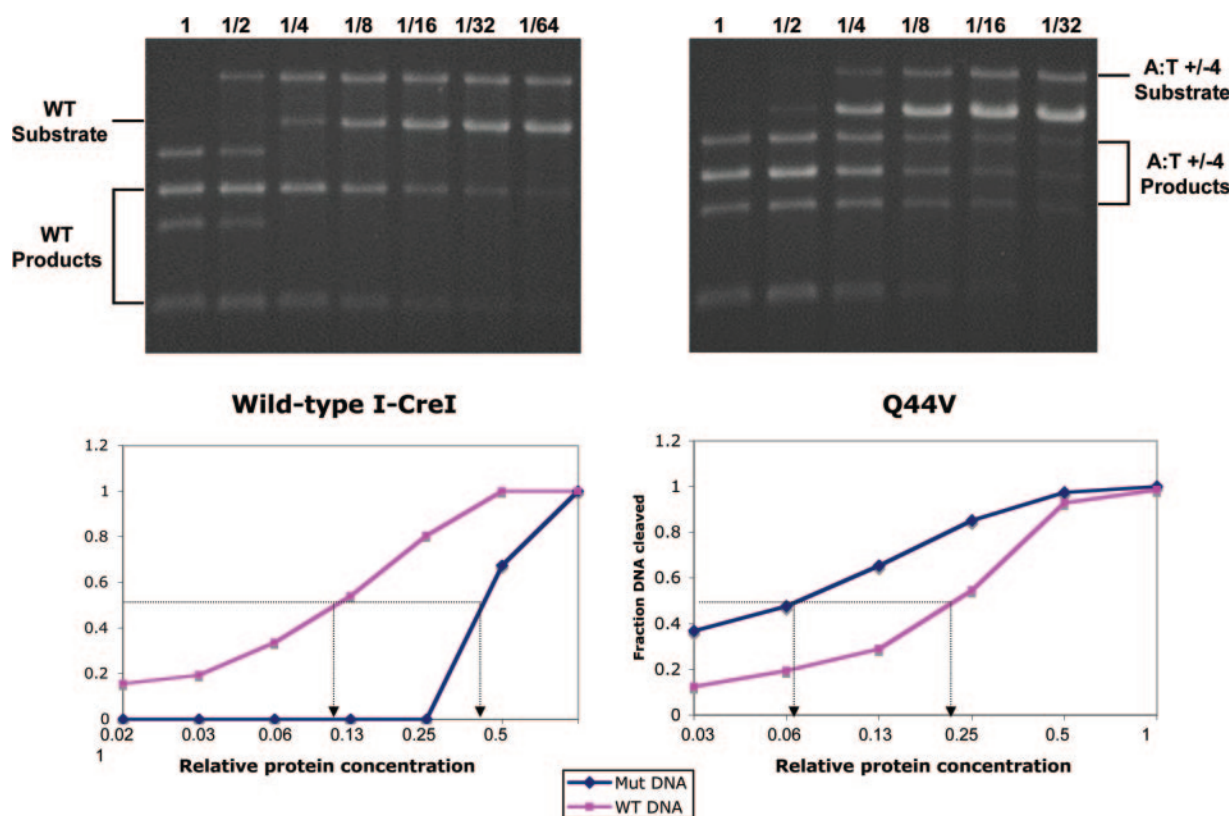 1 1/2 1/4 1/8 1/16 1/32 1/64
WT
Substrate
WT
Products
1 1/2 1/4 1/8 1/16 1/32
A:T +/-4
Substrate
A:T +/-4
Products
Wild-type I-CreI
1.2
1
0.8
0.6
0.4
0.2
0
0.02 0.03 0.06 0.13 0.25 0.5
1
Relative protein concentration
Q44V
Fraction DNA cleaved
1.2
1
0.8
0.6
0.4
0.2
0
0.03 0.06 0.13 0.25 0.5 1
Relative protein concentration
Mut DNA
WT DNA